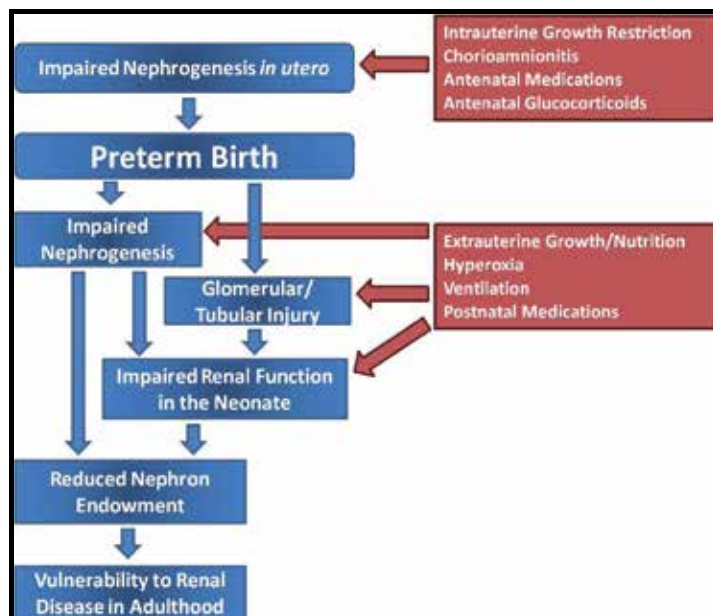 Impaired Nephrogenesis in utero
Intrauterine Growth Restriction
Chorioamnionitis
Antenatal Medications
Antenatal Glucocorticoids
Preterm Birth
Impaired
Nephrogenesis
Extrauterine Growth/Nutrition
Hyperoxia
Ventilation
Postnatal Medications
Glomerular/
Tubular Injury
Impaired Renal Function
in the Neonate
Reduced Nephron
Endowment
Vulnerability to Renal
Disease in Adulthood